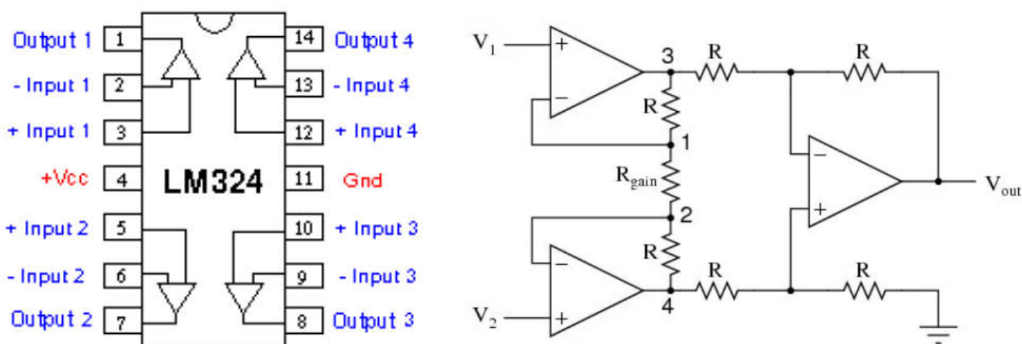 Output 1 1 14 Output 4
- Input 1 2 13 - Input 4
+ Input 1 3 12 + Input 4
+Vcc 4 LM324 11 Gnd
+ Input 2 5 10 + Input 3
- Input 2 6 9 - Input 3
Output 2 7 8 Output 3
V1 + 3 R R
− R
1
Rgain − Vout
2 +
− R R R
V2 + 4